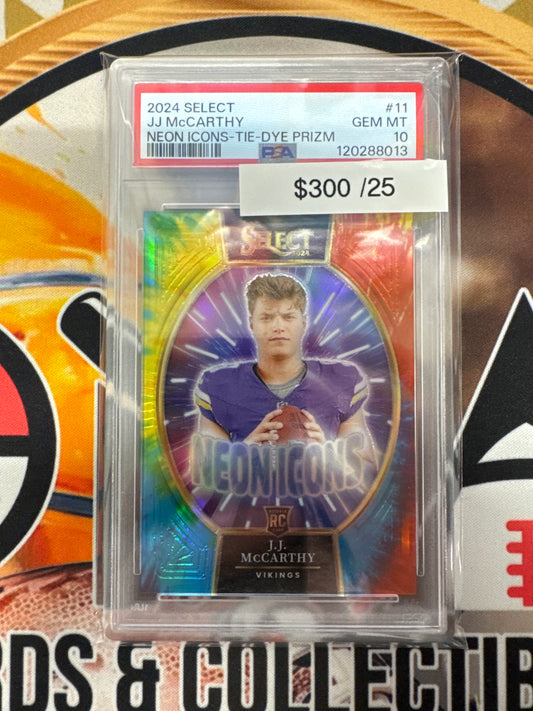 2024 SELECT #11
JJ McCARTHY GEM MT
NEON ICONS-TIE-DYE PRIZM 10
PSA 120288013
$300 /25
SELECT
2024
NEON ICONS
RC
J.J.
McCARTHY
VIKINGS
RDS & COLLECTIB